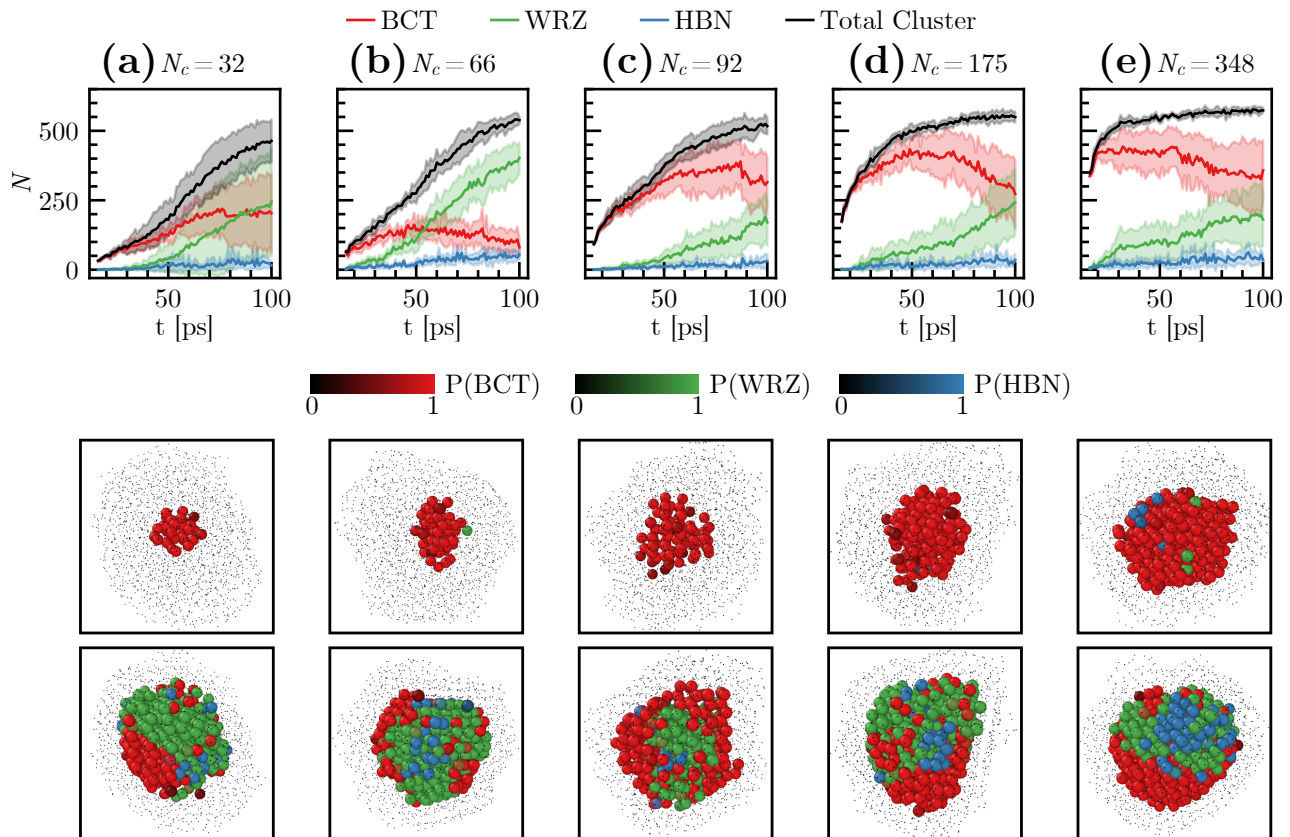 BCT WRZ HBN Total Cluster
(a) N_c = 32 (b) N_c = 66 (c) N_c = 92 (d) N_c = 175 (e) N_c = 348
500
250
0
N
50 100 50 100 50 100 50 100 50 100
t [ps] t [ps] t [ps] t [ps] t [ps]
P(BCT) P(WRZ) P(HBN)
0 1 0 1 0 1